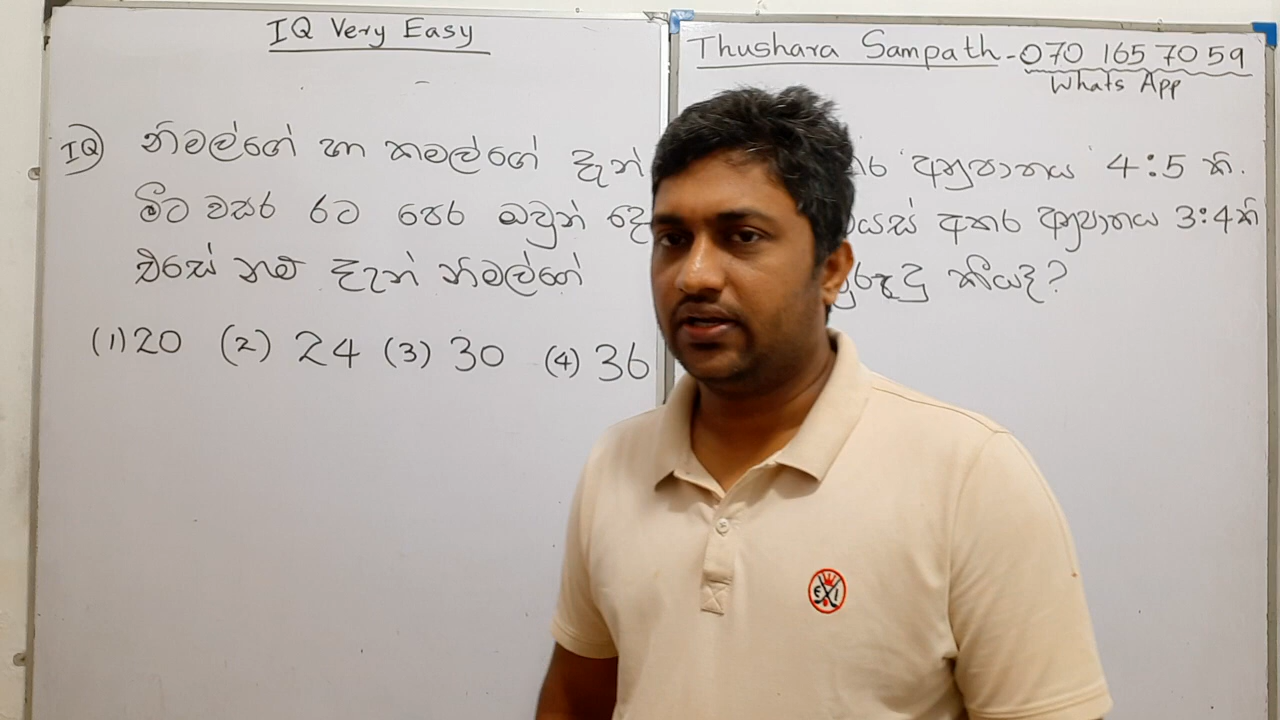 IQ Very Easy
Thushara Sampath - 070 165 70 59
Whats App
IQ නිමල්ගේ හා කමල්ගේ දැන් අනුපාතය 4:5 කි.
මීට වසර 6ට පෙර ඔවුන් දෙ වයස් අතර අනුපාතය 3:4කි
එසේ නම් දැන් නිමල්ගේ කීයද?
(1) 20 (2) 24 (3) 30 (4) 36